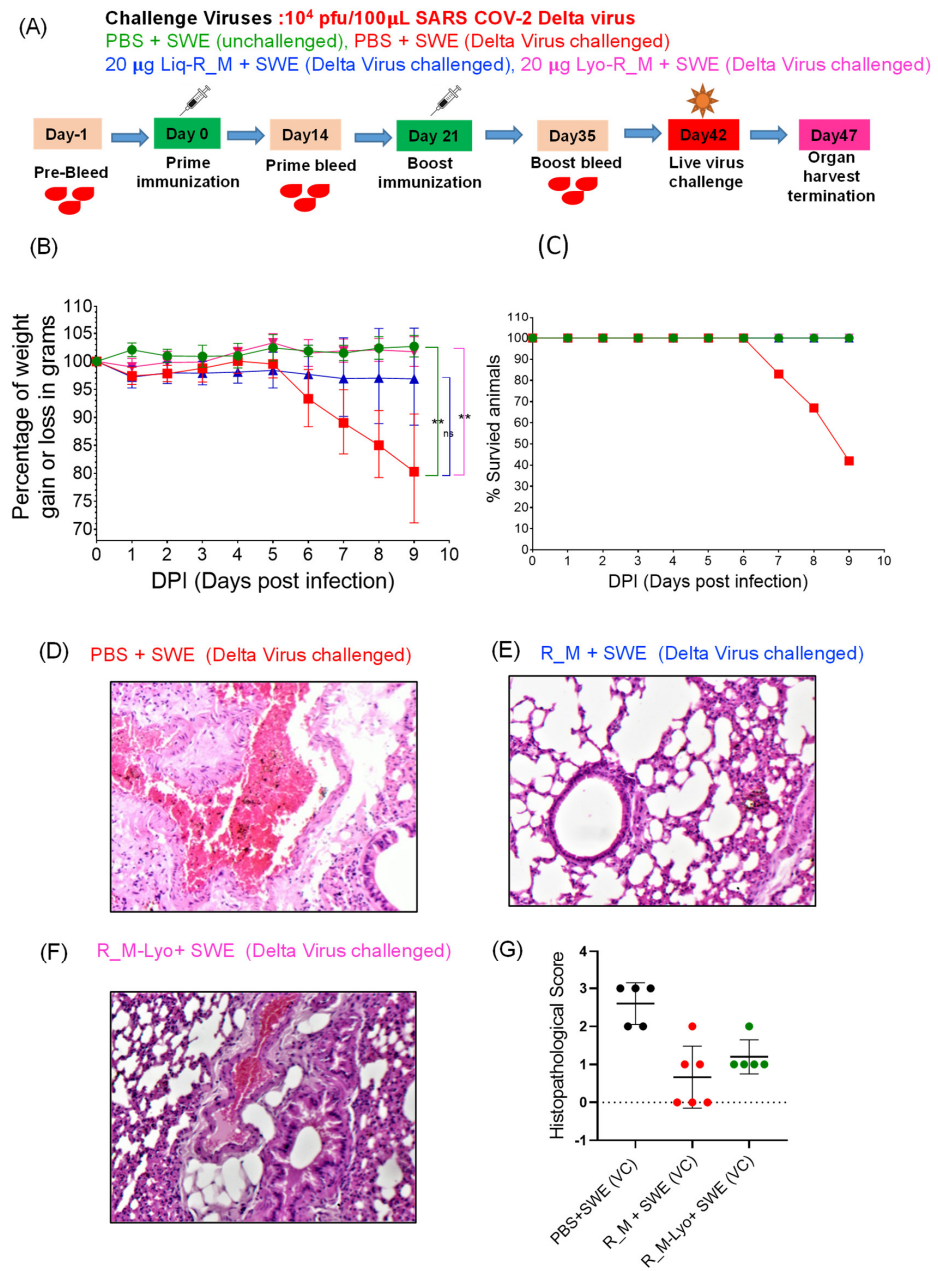 (A)
Challenge Viruses :10⁴ pfu/100µL SARS COV-2 Delta virus
PBS + SWE (unchallenged), PBS + SWE (Delta Virus challenged)
20 µg Liq-R_M + SWE (Delta Virus challenged), 20 µg Lyo-R_M + SWE (Delta Virus challenged)
Day-1
Day 0
Day14
Day 21
Day35
Day42
Day47
Pre-Bleed
Prime
immunization
Prime bleed
Boost
immunization
Boost bleed
Live virus
challenge
Organ
harvest
termination
(B)
Percentage of weight
gain or loss in grams
110
105
100
95
90
85
80
75
70
0 1 2 3 4 5 6 7 8 9 10
DPI (Days post infection)
**
ns
**
(C)
% Survied animals
110
100
90
80
70
60
50
40
30
20
10
0
0 1 2 3 4 5 6 7 8 9 10
DPI (Days post infection)
(D)
PBS + SWE (Delta Virus challenged)
(E)
R_M + SWE (Delta Virus challenged)
(F)
R_M-Lyo+ SWE (Delta Virus challenged)
(G)
Histopathological Score
4
3
2
1
0
-1
PBS+SWE (VC)
R_M + SWE (VC)
R_M-Lyo+ SWE (VC)